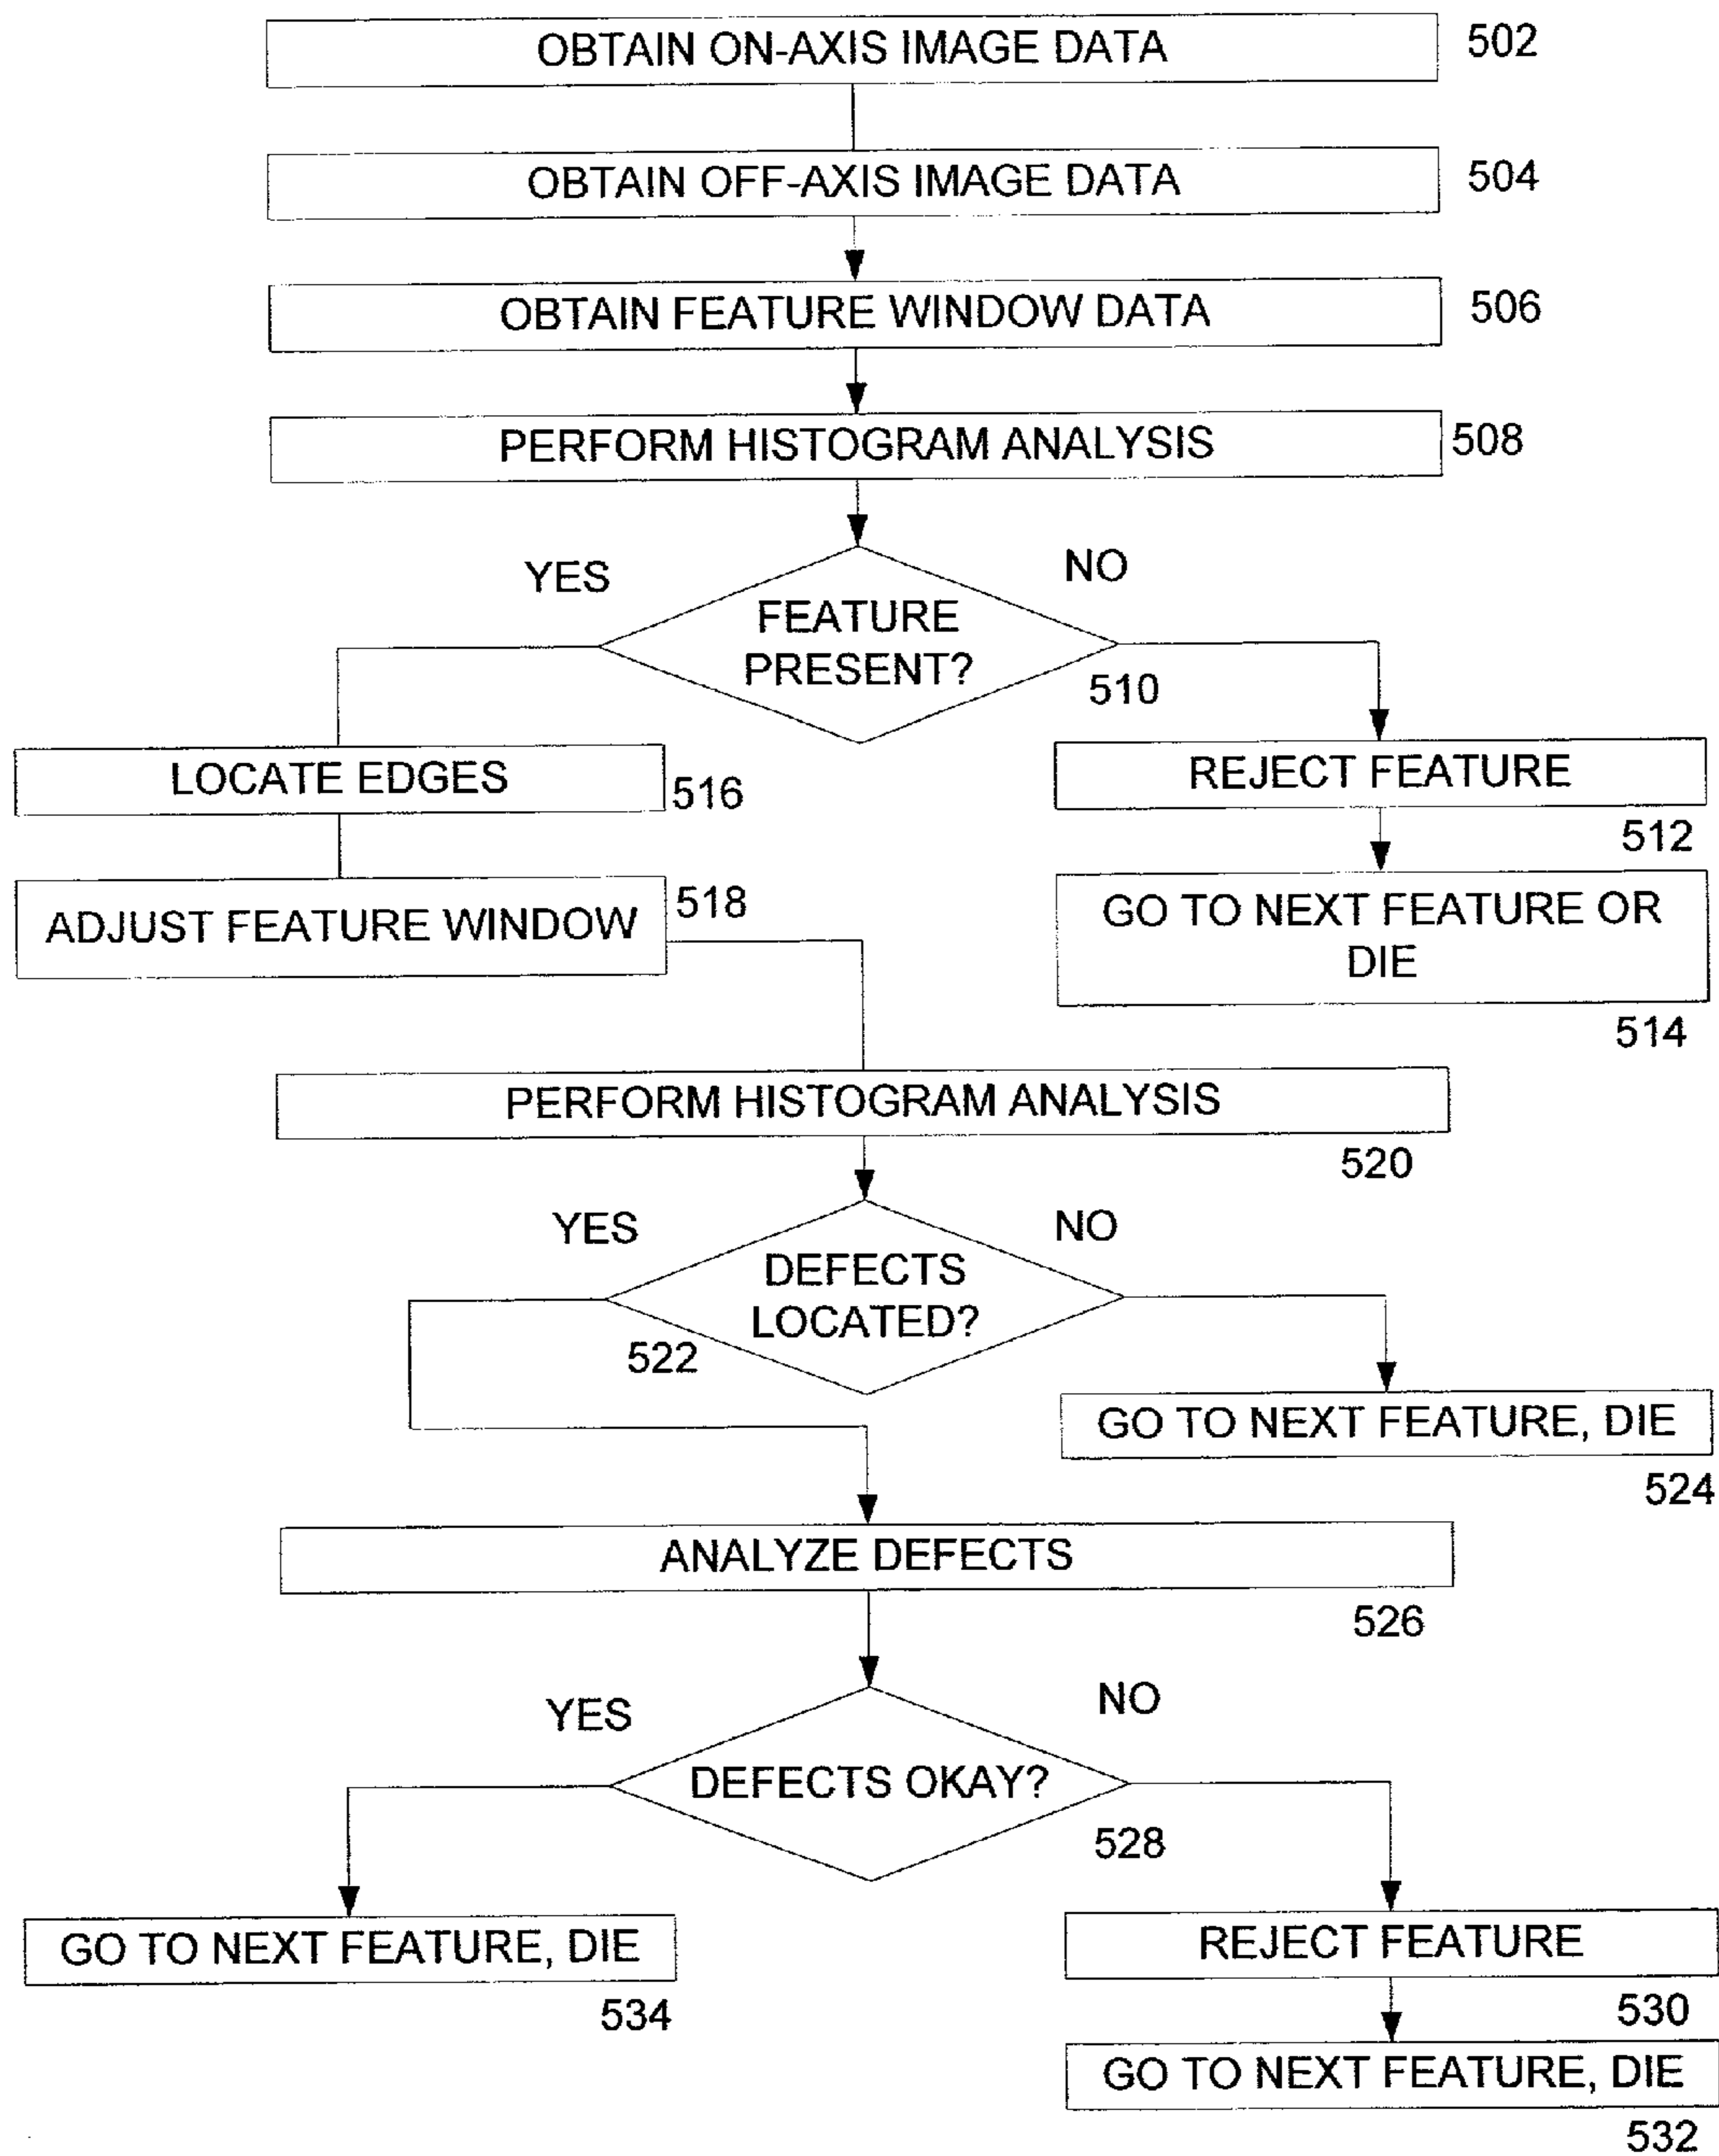 OBTAIN ON-AXIS IMAGE DATA
502
OBTAIN OFF-AXIS IMAGE DATA
504
OBTAIN FEATURE WINDOW DATA
506
PERFORM HISTOGRAM ANALYSIS
508
YES
NO
FEATURE
PRESENT?
510
LOCATE EDGES
516
REJECT FEATURE
512
ADJUST FEATURE WINDOW
518
GO TO NEXT FEATURE OR
DIE
514
PERFORM HISTOGRAM ANALYSIS
520
YES
NO
DEFECTS
LOCATED?
522
GO TO NEXT FEATURE, DIE
524
ANALYZE DEFECTS
526
YES
NO
DEFECTS OKAY?
528
GO TO NEXT FEATURE, DIE
534
REJECT FEATURE
530
GO TO NEXT FEATURE, DIE
532